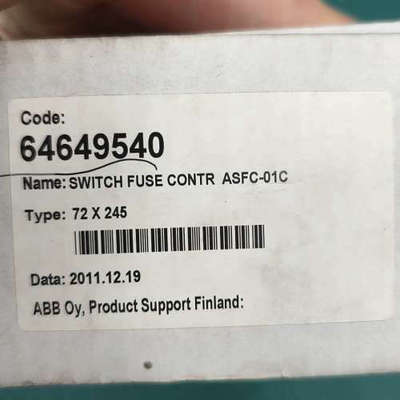 Code:
64649540
Name: SWITCH FUSE CONTR ASFC-01C
Type: 72 X 245
Data: 2011.12.19
ABB Oy, Product Support Finland: